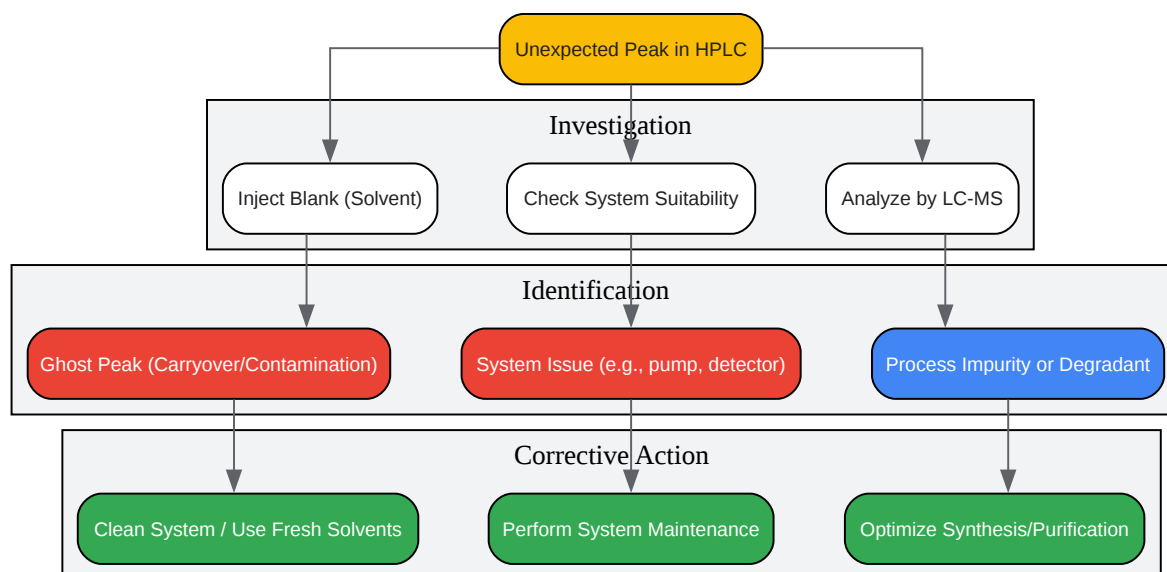 Unexpected Peak in HPLC
Investigation
Inject Blank (Solvent)
Check System Suitability
Analyze by LC-MS
Identification
Ghost Peak (Carryover/Contamination)
System Issue (e.g., pump, detector)
Process Impurity or Degradant
Corrective Action
Clean System / Use Fresh Solvents
Perform System Maintenance
Optimize Synthesis/Purification